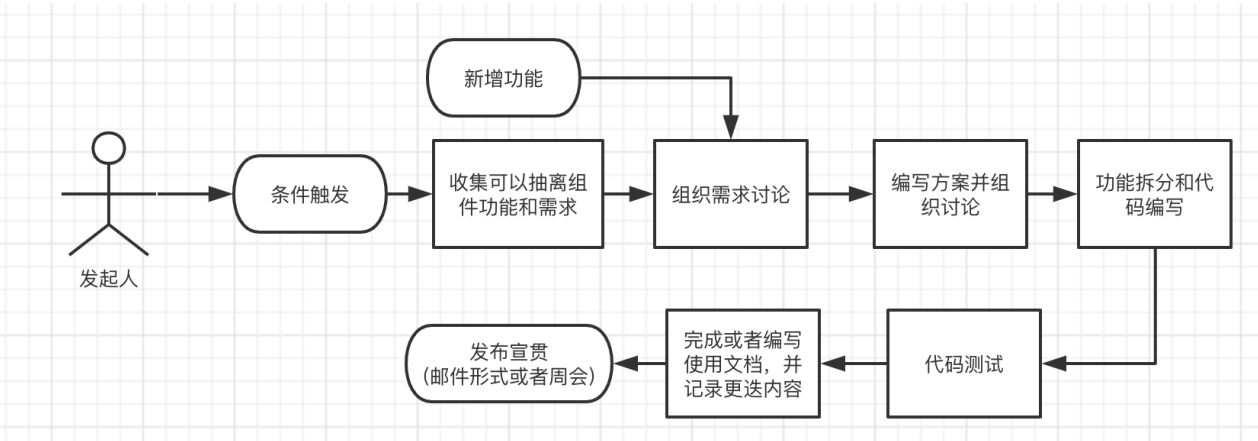 新增功能
发起人
条件触发
收集可以抽离组
件功能和需求
组织需求讨论
编写方案并组
织讨论
功能拆分和代
码编写
代码测试
完成或者编写
使用文档，并
记录更迭内容
发布宣贯
（邮件形式或者周会）